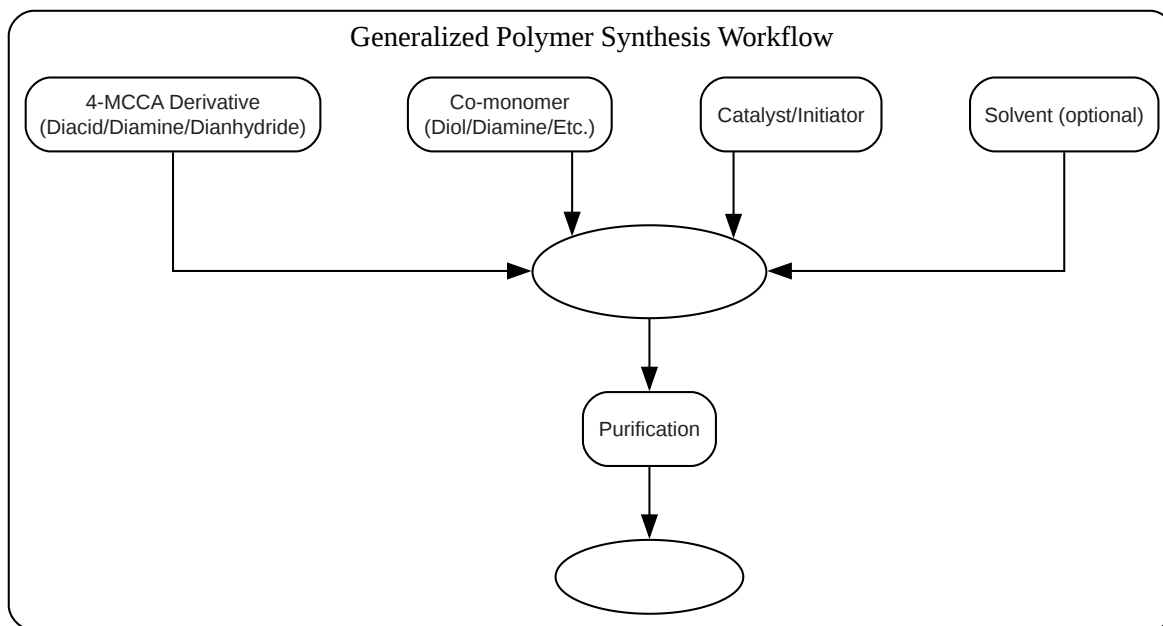 Generalized Polymer Synthesis Workflow
4-MCCA Derivative
(Diacid/Diamine/Dianhydride)
Co-monomer
(Diol/Diamine/Etc.)
Catalyst/Initiator
Solvent (optional)
Purification